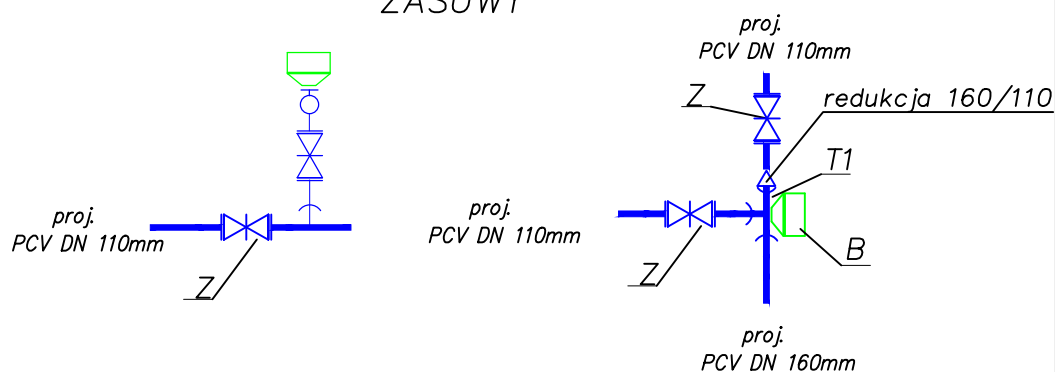 ZASUWY
proj.
PCV DN 110mm
Z
redukcja 160/110
T1
proj.
PCV DN 110mm
proj.
PCV DN 110mm
B
Z
Z
proj.
PCV DN 160mm